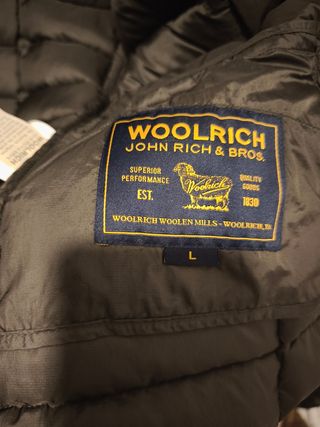 WOOLRICH
JOHN RICH & BROS.
SUPERIOR
PERFORMANCE
EST.
Woolrich
QUALITY
GOODS
1830
WOOLRICH WOOLEN MILLS - WOOLRICH,
L